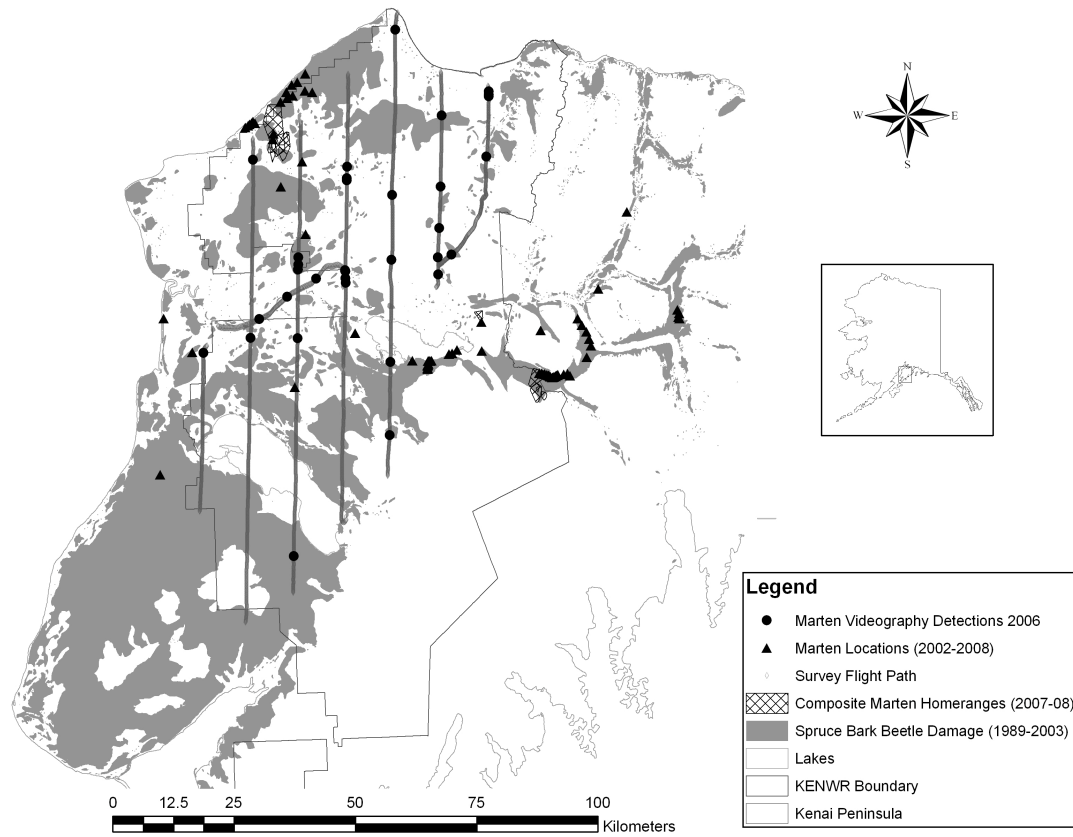 N
W E
S
Legend
Marten Videography Detections 2006
Marten Locations (2002-2008)
Survey Flight Path
Composite Marten Homeranges (2007-08)
Spruce Bark Beetle Damage (1989-2003)
Lakes
KENWR Boundary
Kenai Peninsula
0 12.5 25 50 75 100
Kilometers